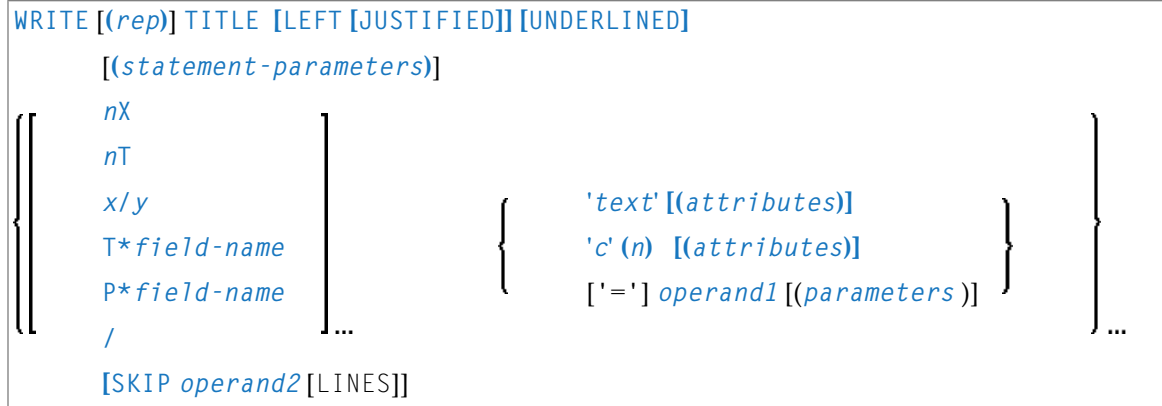 WRITE [(rep)] TITLE [LEFT [JUSTIFIED]] [UNDERLINED]
[(statement-parameters)]
nX
nT
x/y 'text' [(attributes)]
T*field-name 'c' (n) [(attributes)]
P*field-name ['='] operand1 [(parameters )]
/ ... ...
[SKIP operand2 [LINES]]